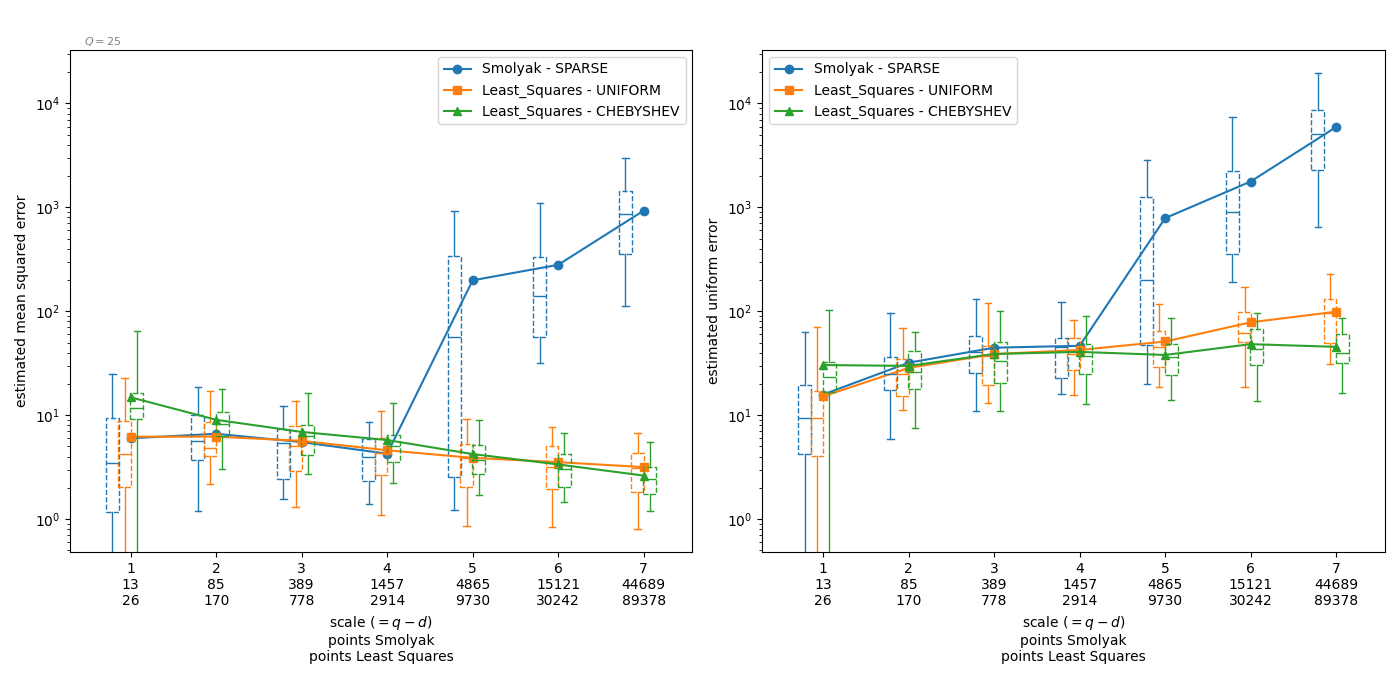 Q = 25
estimated mean squared error
10⁴
10³
10²
10¹
10⁰
Smolyak - SPARSE
Least_Squares - UNIFORM
Least_Squares - CHEBYSHEV
1 2 3 4 5 6 7
13 85 389 1457 4865 15121 44689
26 170 778 2914 9730 30242 89378
scale (= q − d)
points Smolyak
points Least Squares
estimated uniform error
10⁴
10³
10²
10¹
10⁰
Smolyak - SPARSE
Least_Squares - UNIFORM
Least_Squares - CHEBYSHEV
1 2 3 4 5 6 7
13 85 389 1457 4865 15121 44689
26 170 778 2914 9730 30242 89378
scale (= q − d)
points Smolyak
points Least Squares